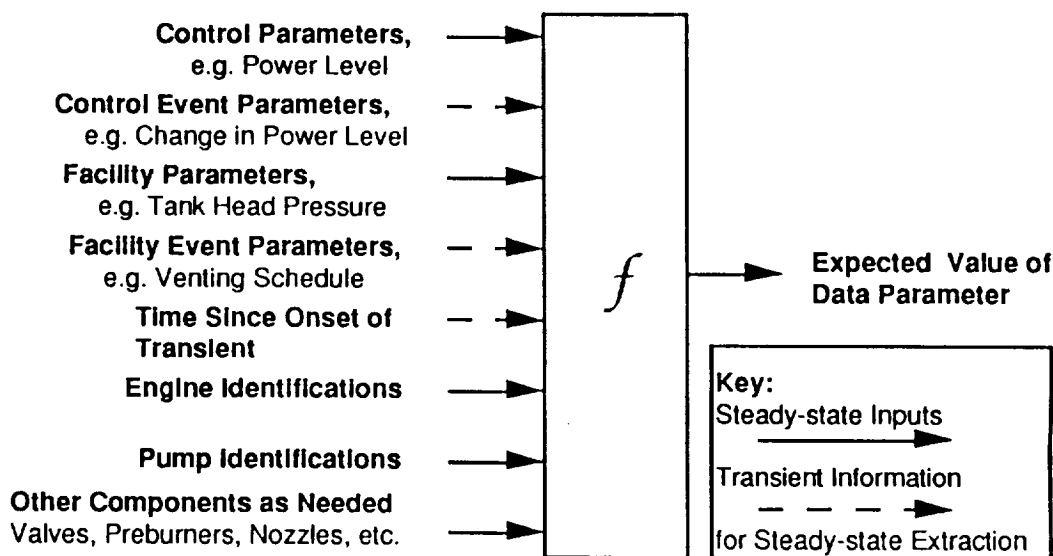 Control Parameters,
e.g. Power Level
Control Event Parameters,
e.g. Change in Power Level
Facility Parameters,
e.g. Tank Head Pressure
Facility Event Parameters,
e.g. Venting Schedule
Time Since Onset of
Transient
Engine Identifications
Pump Identifications
Other Components as Needed
Valves, Preburners, Nozzles, etc.
f
Expected Value of
Data Parameter
Key:
Steady-state Inputs
Transient Information
for Steady-state Extraction